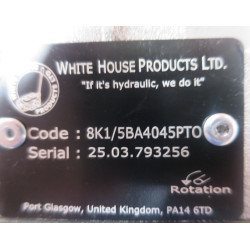 WHITE HOUSE PRODUCTS LTD.
"If it's hydraulic, we do it"
Code : 8K1/5BA4045PTO
Serial : 25.03.793256
Rotation
Port Glasgow, United Kingdom, PA14 6TD